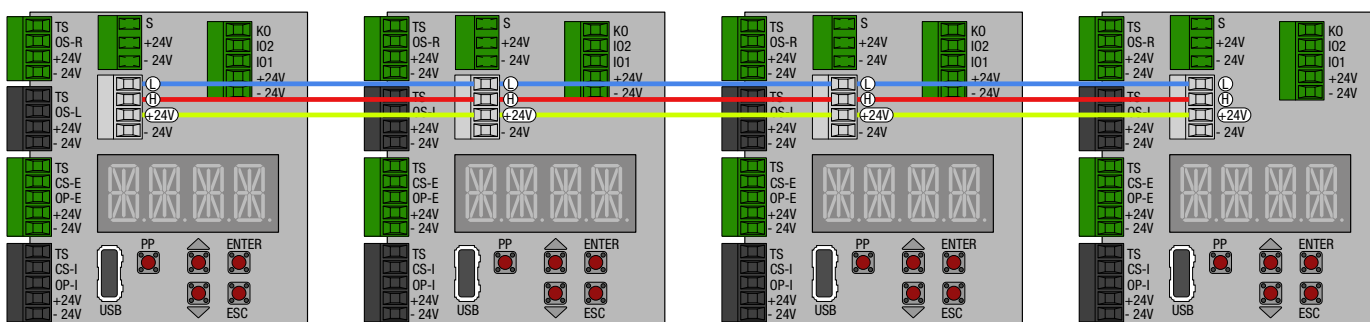 TS
OS-R
+24V
- 24V
TS
OS-L
+24V
- 24V
TS
CS-E
OP-E
+24V
- 24V
TS
CS-I
OP-I
+24V
- 24V
S
+24V
- 24V
K0
IO2
IO1
+24V
- 24V
L
H
+24V
- 24V
PP
ENTER
USB
ESC
TS
OS-R
+24V
- 24V
TS
OS-L
+24V
- 24V
TS
CS-E
OP-E
+24V
- 24V
TS
CS-I
OP-I
+24V
- 24V
S
+24V
- 24V
K0
IO2
IO1
+24V
- 24V
L
H
+24V
- 24V
PP
ENTER
USB
ESC
TS
OS-R
+24V
- 24V
TS
OS-L
+24V
- 24V
TS
CS-E
OP-E
+24V
- 24V
TS
CS-I
OP-I
+24V
- 24V
S
+24V
- 24V
K0
IO2
IO1
+24V
- 24V
L
H
+24V
- 24V
PP
ENTER
USB
ESC
TS
OS-R
+24V
- 24V
TS
OS-L
+24V
- 24V
TS
CS-E
OP-E
+24V
- 24V
TS
CS-I
OP-I
+24V
- 24V
S
+24V
- 24V
K0
IO2
IO1
+24V
- 24V
L
H
+24V
- 24V
PP
ENTER
USB
ESC